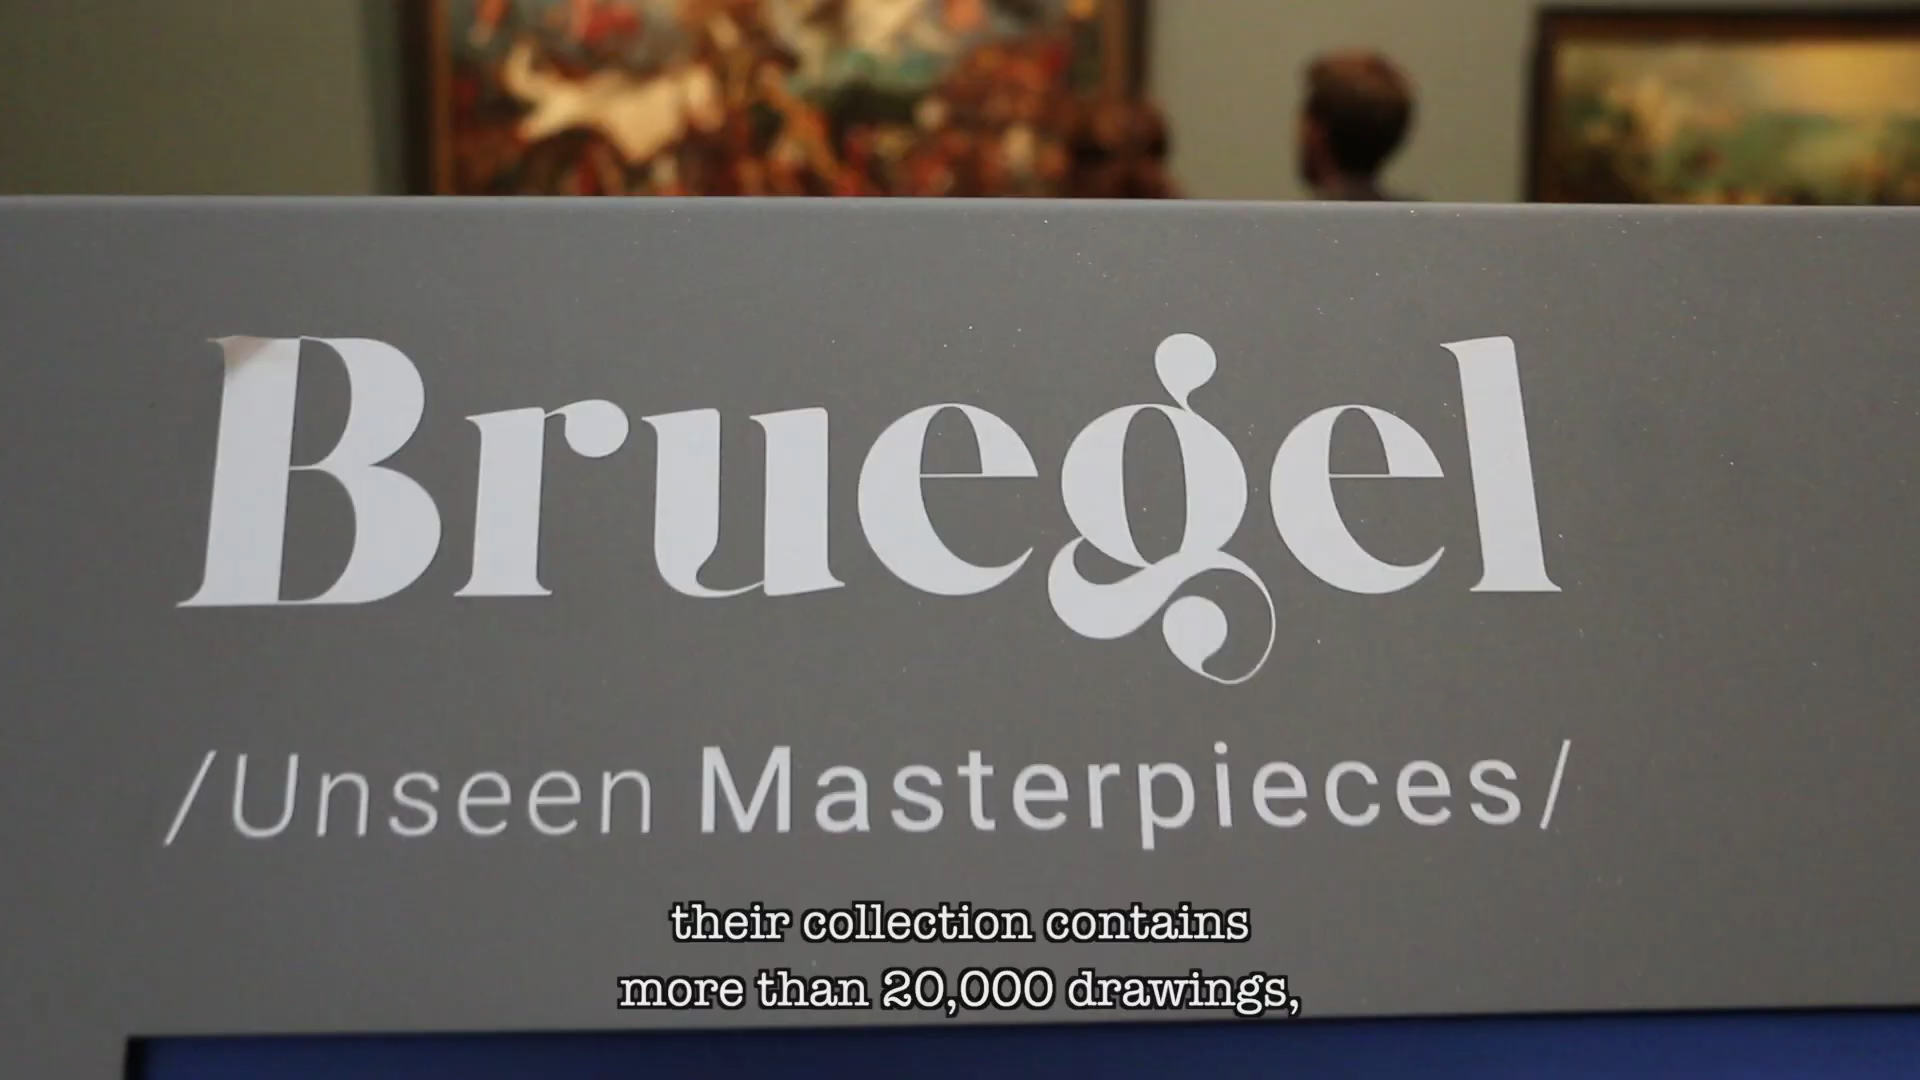 Bruegel
/Unseen Masterpieces/
their collection contains
more than 20,000 drawings,